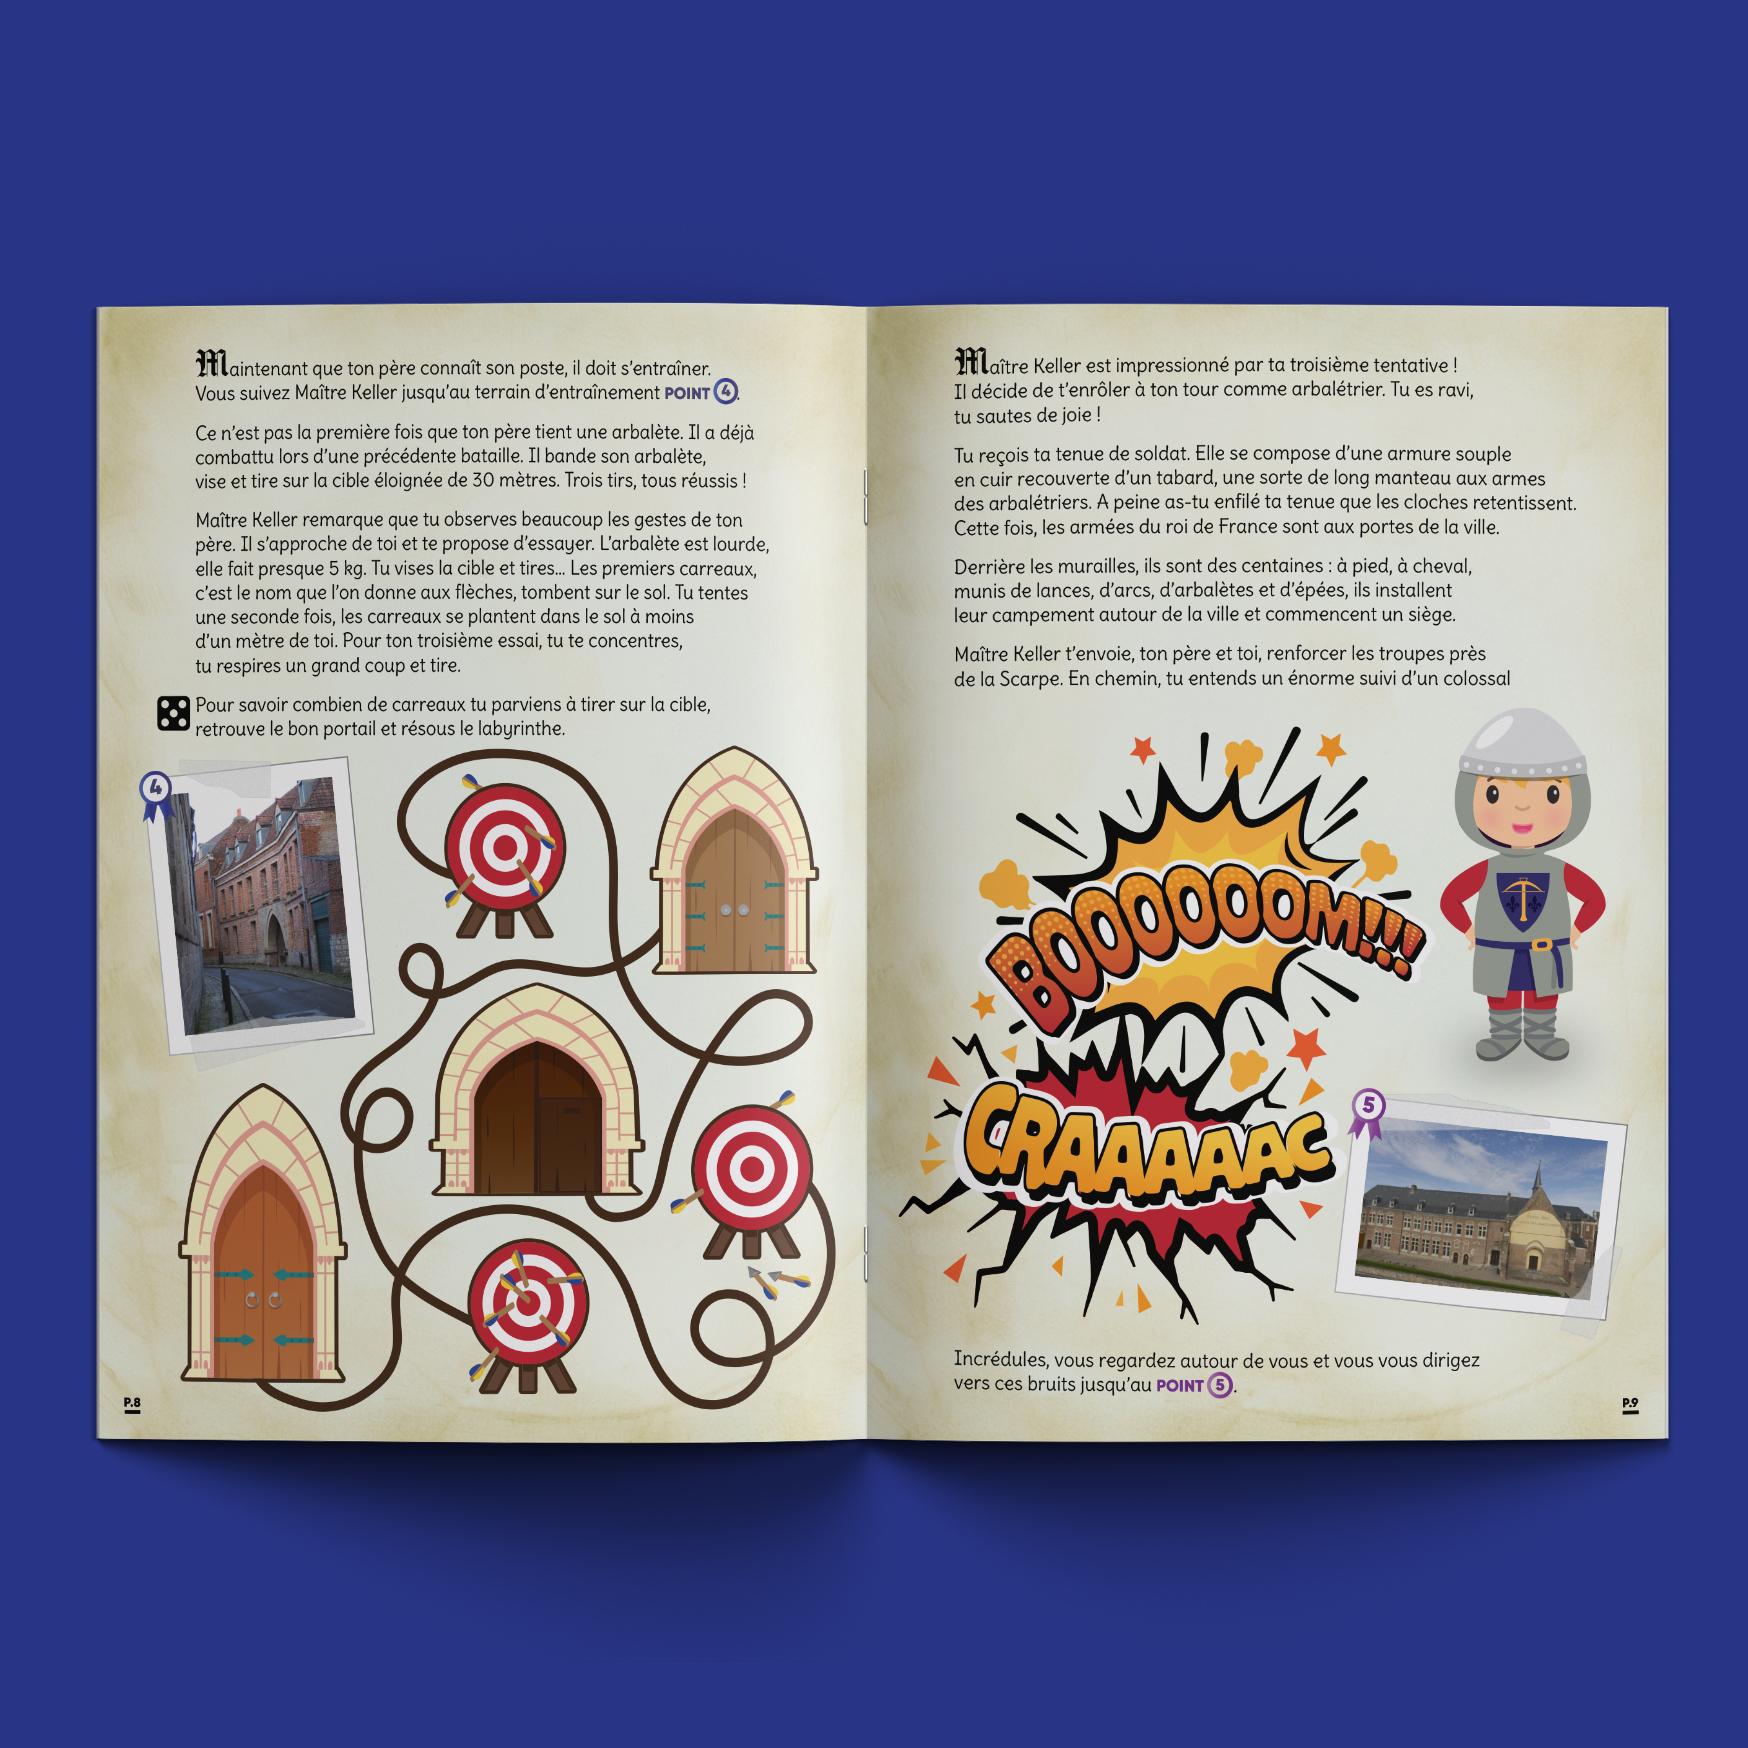 Maintenant que ton père connaît son poste, il doit s'entraîner.
Vous suivez Maître Keller jusqu'au terrain d'entraînement POINT 4.
Ce n'est pas la première fois que ton père tient une arbalète. Il a déjà
combattu lors d'une précédente bataille. Il bande son arbalète,
vise et tire sur la cible éloignée de 30 mètres. Trois tirs, tous réussis !
Maître Keller remarque que tu observes beaucoup les gestes de ton
père. Il s'approche de toi et te propose d'essayer. L'arbalète est lourde,
elle fait presque 5 kg. Tu vises la cible et tires... Les premiers carreaux,
c'est le nom que l'on donne aux flèches, tombent sur le sol. Tu tentes
une seconde fois, les carreaux se plantent dans le sol à moins
d'un mètre de toi. Pour ton troisième essai, tu te concentres,
tu respires un grand coup et tire.
Pour savoir combien de carreaux tu parviens à tirer sur la cible,
retrouve le bon portail et résous le labyrinthe.
4
P.8
Maître Keller est impressionné par ta troisième tentative !
Il décide de t'enrôler à ton tour comme arbalétrier. Tu es ravi,
tu sautes de joie !
Tu reçois ta tenue de soldat. Elle se compose d'une armure souple
en cuir recouverte d'un tabard, une sorte de long manteau aux armes
des arbalétriers. A peine as-tu enfilé ta tenue que les cloches retentissent.
Cette fois, les armées du roi de France sont aux portes de la ville.
Derrière les murailles, ils sont des centaines : à pied, à cheval,
munis de lances, d'arcs, d'arbalètes et d'épées, ils installent
leur campement autour de la ville et commencent un siège.
Maître Keller t'envoie, ton père et toi, renforcer les troupes près
de la Scarpe. En chemin, tu entends un énorme suivi d'un colossal
BOOOOOOM!!!
CRAAAAAC
5
Incrédules, vous regardez autour de vous et vous vous dirigez
vers ces bruits jusqu'au POINT 5.
P.9